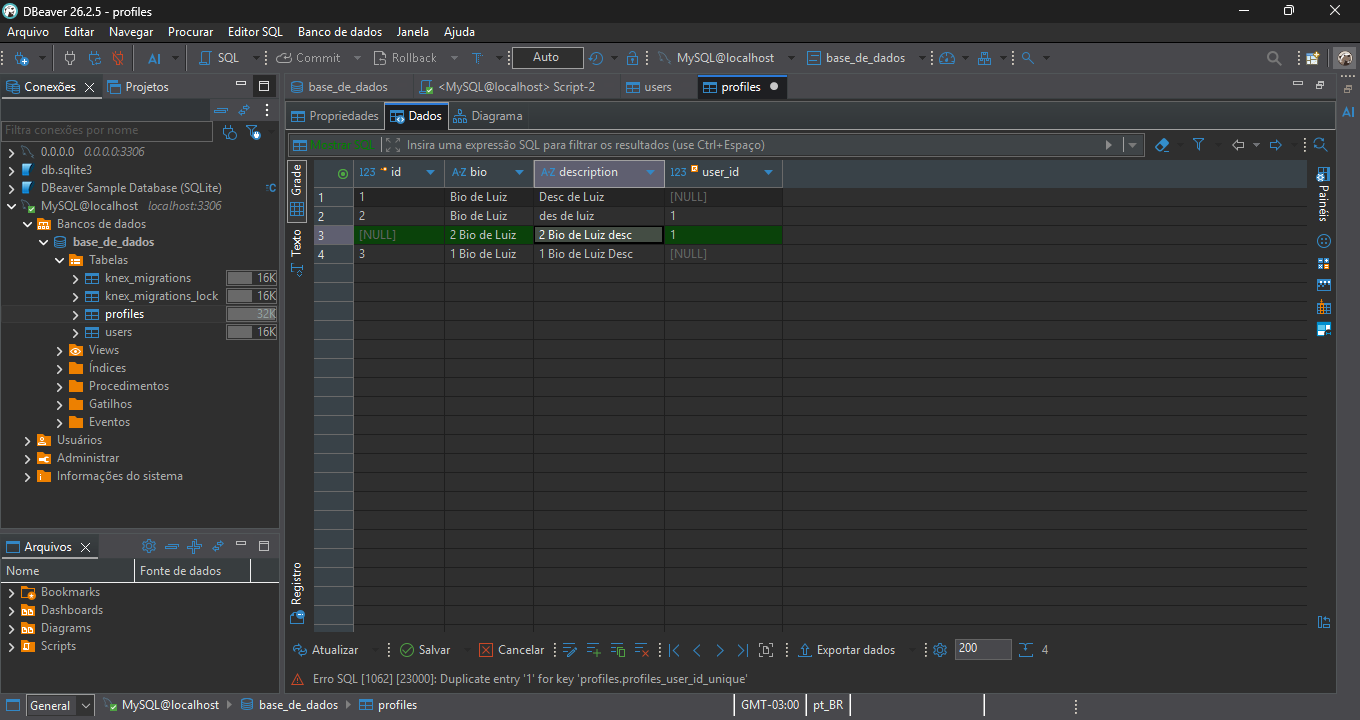 DBeaver 26.2.5 - profiles
Arquivo Editar Navegar Procurar Editor SQL Banco de dados Janela Ajuda
AI SQL Commit Rollback T Auto MySQL@localhost base_de_dados
Conexões Projetos
base_de_dados <MySQL@localhost> Script-2 users profiles
AI
Propriedades Dados Diagrama
Filtra conexões por nome
Mostrar SQL Insira uma expressão SQL para filtrar os resultados (use Ctrl+Espaço)
0.0.0.0 0.0.0.0:3306
db.sqlite3
DBeaver Sample Database (SQLite)
MySQL@localhost localhost:3306
Bancos de dados
base_de_dados
Tabelas
knex_migrations 16K
knex_migrations_lock 16K
profiles 32K
users 16K
Views
Índices
Procedimentos
Gatilhos
Eventos
Usuários
Administrar
Informações do sistema
Grade
Texto
Registro
123 id A-Z bio A-Z description 123 user_id
1 1 Bio de Luiz Desc de Luiz [NULL]
2 2 Bio de Luiz des de luiz 1
3 [NULL] 2 Bio de Luiz 2 Bio de Luiz desc 1
4 3 1 Bio de Luiz 1 Bio de Luiz Desc [NULL]
Painéis
Arquivos
Nome Fonte de dados
Bookmarks
Dashboards
Diagrams
Scripts
Atualizar Salvar Cancelar Exportar dados 200 4
Erro SQL [1062] [23000]: Duplicate entry '1' for key 'profiles.profiles_user_id_unique'
General MySQL@localhost base_de_dados profiles GMT-03:00 pt_BR